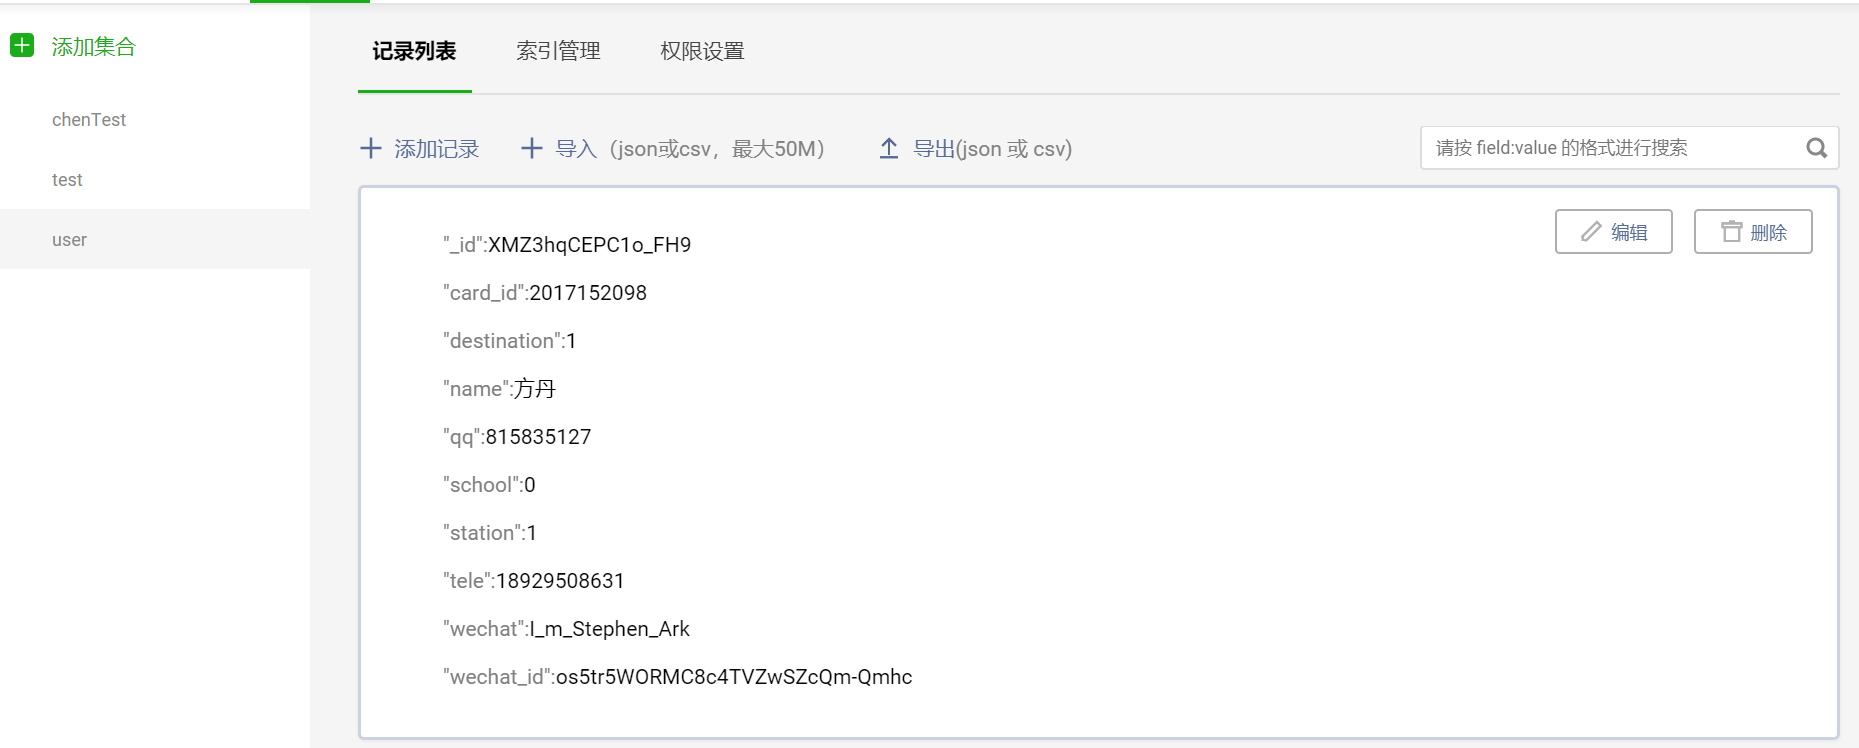 添加集合
chenTest
test
user
记录列表 索引管理 权限设置
添加记录 导入（json或csv，最大50M） 导出(json 或 csv) 请按 field:value 的格式进行搜索
编辑 删除
"_id":XMZ3hqCEPC1o_FH9
"card_id":2017152098
"destination":1
"name":方丹
"qq":815835127
"school":0
"station":1
"tele":18929508631
"wechat":I_m_Stephen_Ark
"wechat_id":os5tr5WORMC8c4TVZwSZcQm-Qmhc